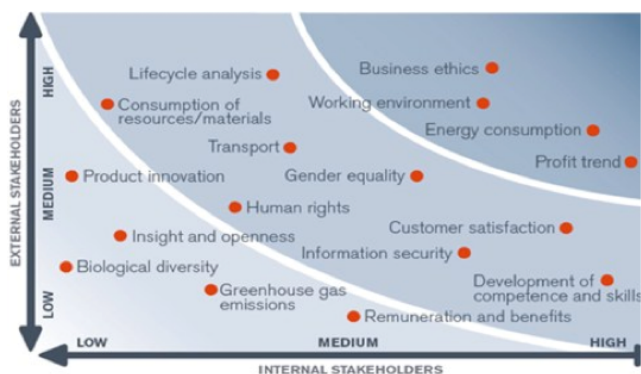 EXTERNAL STAKEHOLDERS
HIGH
MEDIUM
LOW
Business ethics
Lifecycle analysis
Consumption of
resources/materials
Working environment
Energy consumption
Transport
Profit trend
Product innovation
Gender equality
Human rights
Customer satisfaction
Insight and openness
Information security
Biological diversity
Development of
competence and skills
Greenhouse gas
emissions
Remuneration and benefits
LOW
MEDIUM
HIGH
INTERNAL STAKEHOLDERS